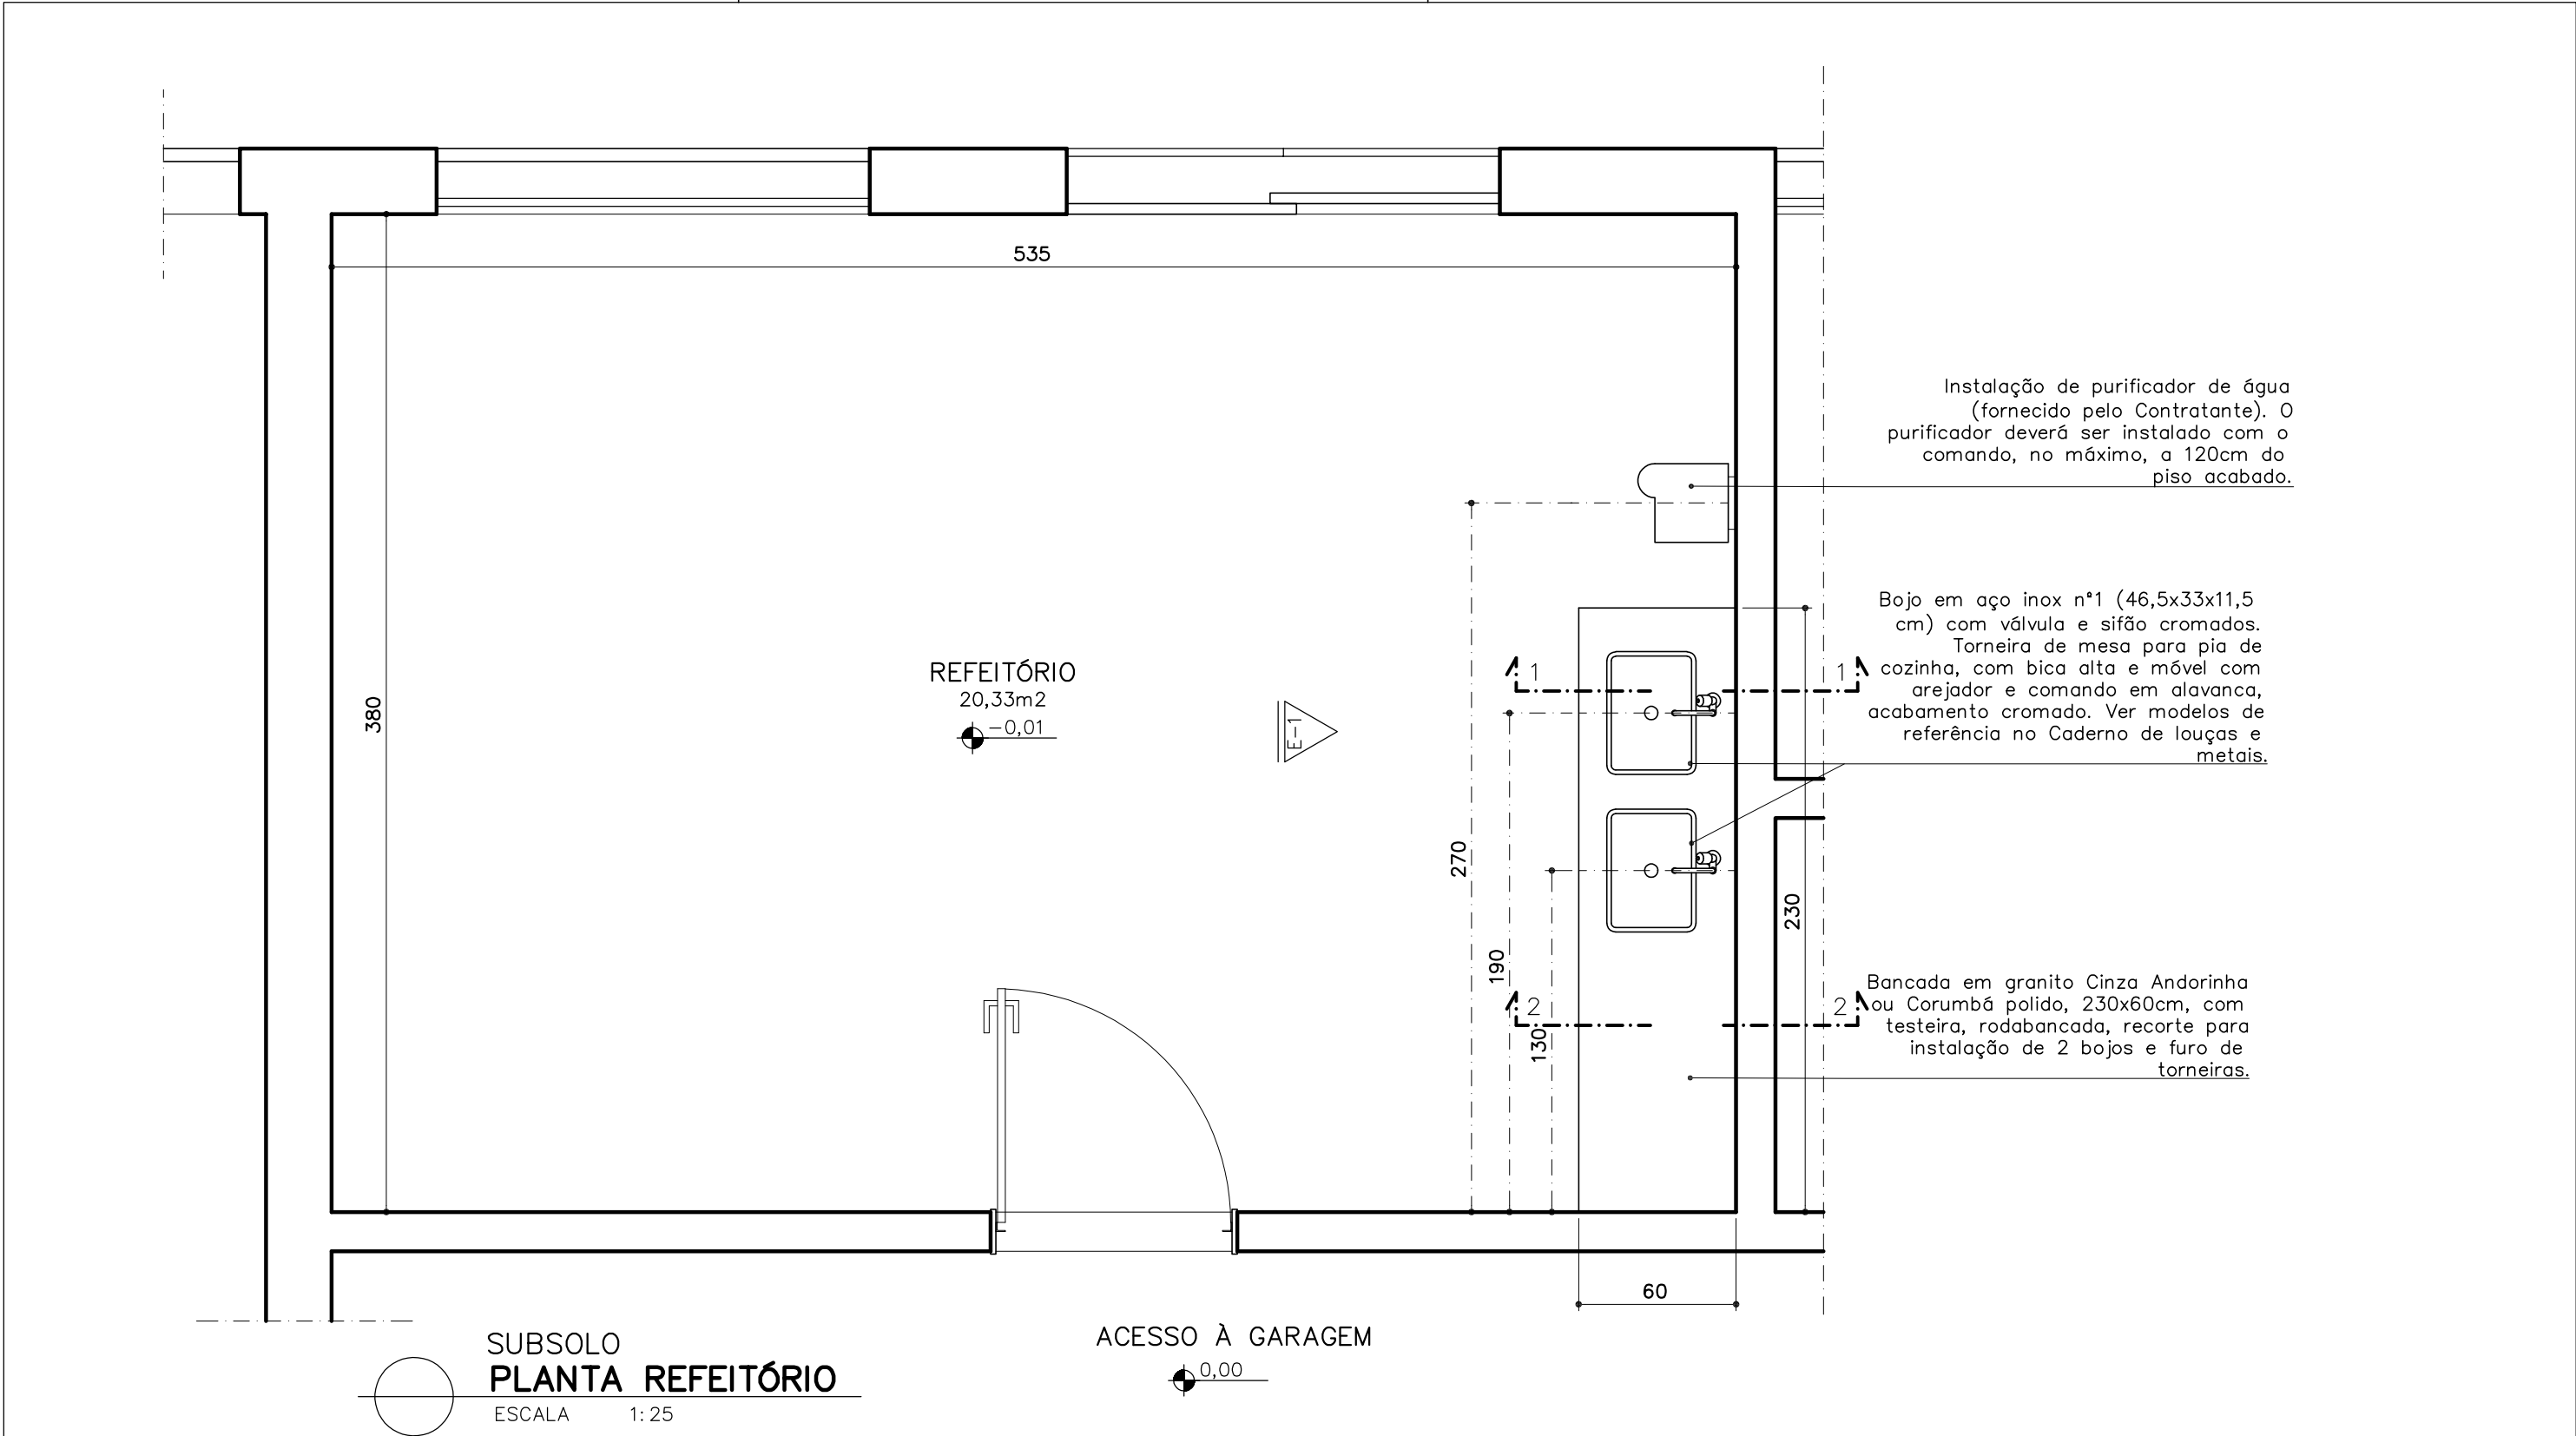 535
Instalação de purificador de água
(fornecido pelo Contratante). O
purificador deverá ser instalado com o
comando, no máximo, a 120cm do
piso acabado.
Bojo em aço inox nº1 (46,5x33x11,5
cm) com válvula e sifão cromados.
Torneira de mesa para pia de
cozinha, com bica alta e móvel com
arejador e comando em alavanca,
acabamento cromado. Ver modelos de
referência no Caderno de louças e
metais.
REFEITÓRIO
20,33m2
-0,01
380
E-1
1
1
270
190
130
230
2
2
Bancada em granito Cinza Andorinha
ou Corumbá polido, 230x60cm, com
testeira, rodabancada, recorte para
instalação de 2 bojos e furo de
torneiras.
60
SUBSOLO
PLANTA REFEITÓRIO
ESCALA 1:25
ACESSO À GARAGEM
0,00